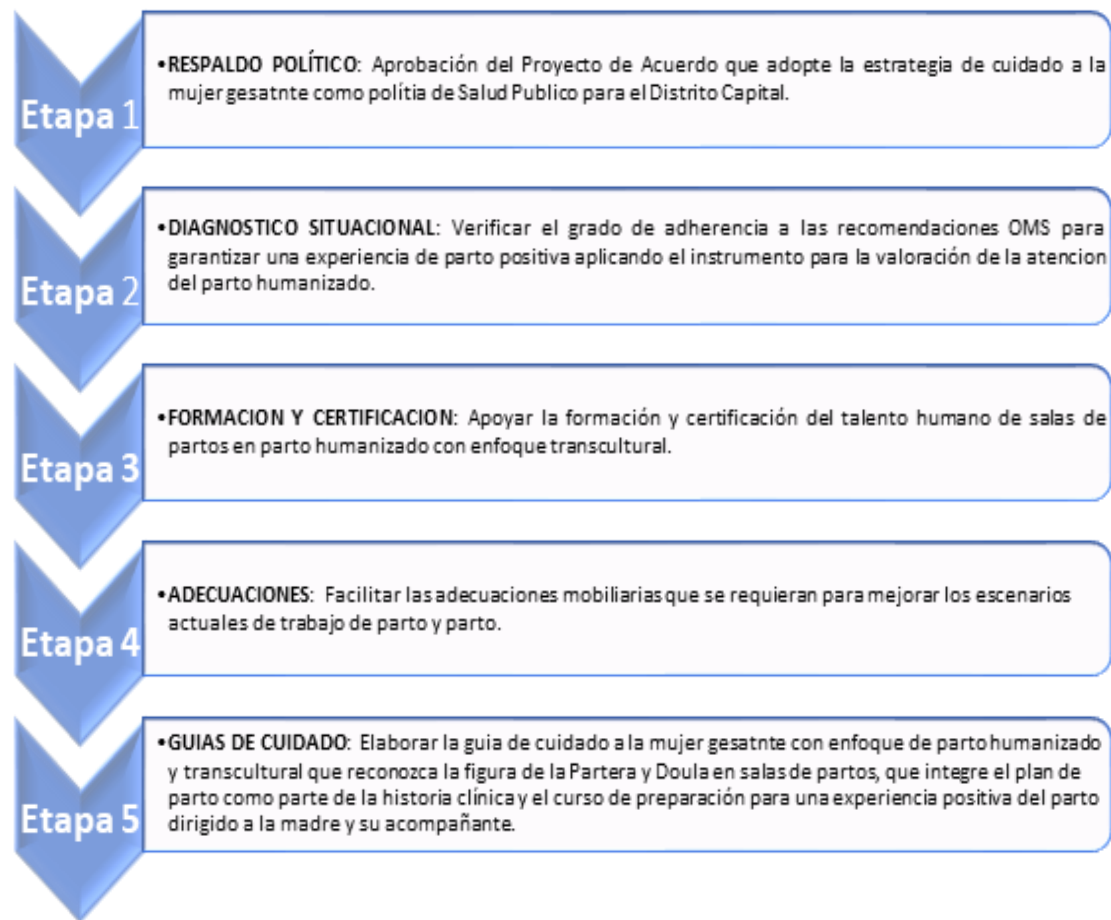 Etapa 1
•RESPALDO POLÍTICO: Aprobación del Proyecto de Acuerdo que adopte la estrategia de cuidado a la
mujer gesatnte como polítia de Salud Publico para el Distrito Capital.
Etapa 2
•DIAGNOSTICO SITUACIONAL: Verificar el grado de adherencia a las recomendaciones OMS para
garantizar una experiencia de parto positiva aplicando el instrumento para la valoración de la atencion
del parto humanizado.
Etapa 3
•FORMACION Y CERTIFICACION: Apoyar la formación y certificación del talento humano de salas de
partos en parto humanizado con enfoque transcultural.
Etapa 4
•ADECUACIONES: Facilitar las adecuaciones mobiliarias que se requieran para mejorar los escenarios
actuales de trabajo de parto y parto.
Etapa 5
•GUIAS DE CUIDADO: Elaborar la guia de cuidado a la mujer gesatnte con enfoque de parto humanizado
y transcultural que reconozca la figura de la Partera y Doula en salas de partos, que integre el plan de
parto como parte de la historia clínica y el curso de preparación para una experiencia positiva del parto
dirigido a la madre y su acompañante.